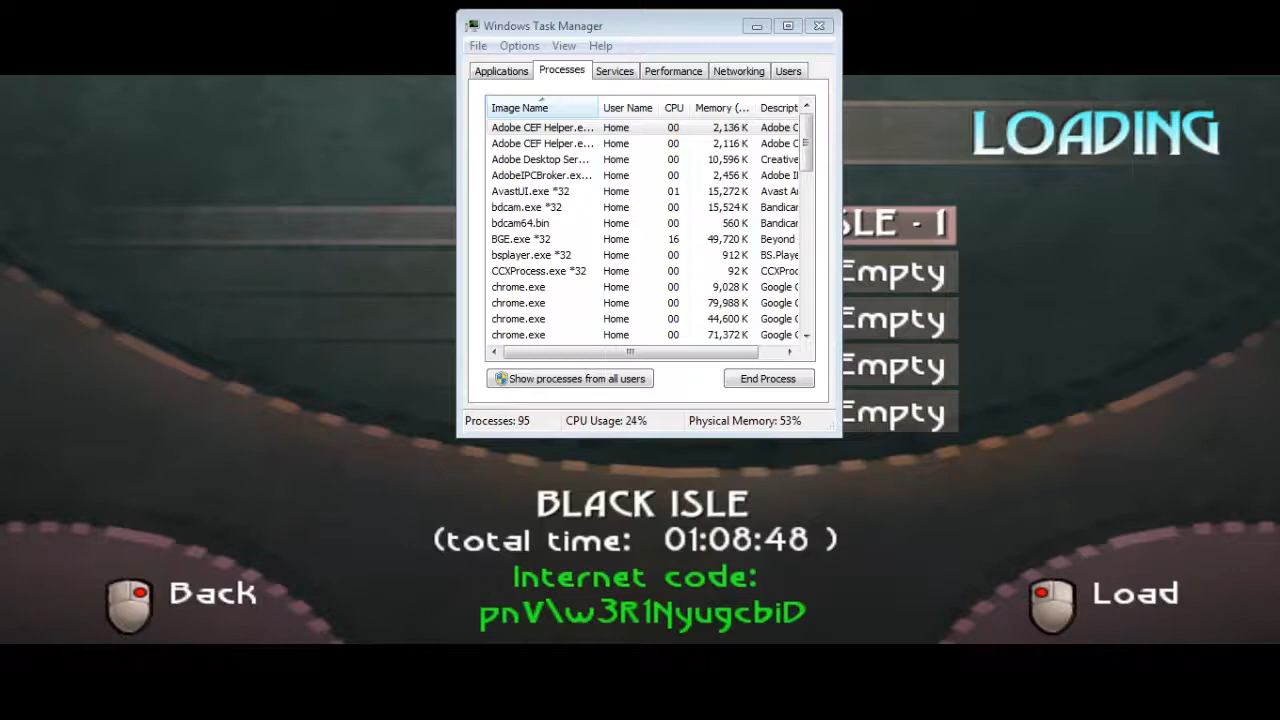 Windows Task Manager
File Options View Help
Applications Processes Services Performance Networking Users
Image Name User Name CPU Memory (... Descript
Adobe CEF Helper.e... Home 00 2,136 K Adobe C
Adobe CEF Helper.e... Home 00 2,116 K Adobe C
Adobe Desktop Ser... Home 00 10,596 K Creative
AdobeIPCBroker.ex... Home 00 2,456 K Adobe I
AvastUI.exe *32 Home 01 15,272 K Avast A
bdcam.exe *32 Home 00 15,524 K Bandicar
bdcam64.bin Home 00 560 K Bandicar
BGE.exe *32 Home 16 49,720 K Beyond
bsplayer.exe *32 Home 00 912 K BS.Playe
CCXProcess.exe *32 Home 00 92 K CCXProc
chrome.exe Home 00 9,028 K Google C
chrome.exe Home 00 79,988 K Google C
chrome.exe Home 00 44,600 K Google C
chrome.exe Home 00 71,372 K Google C
Show processes from all users End Process
Processes: 95 CPU Usage: 24% Physical Memory: 53%
LOADING
SLE - 1
Empty
Empty
Empty
Empty
BLACK ISLE
(total time: 01:08:48 )
Internet code:
pnV\w3R1NyugcbiD
Back
Load